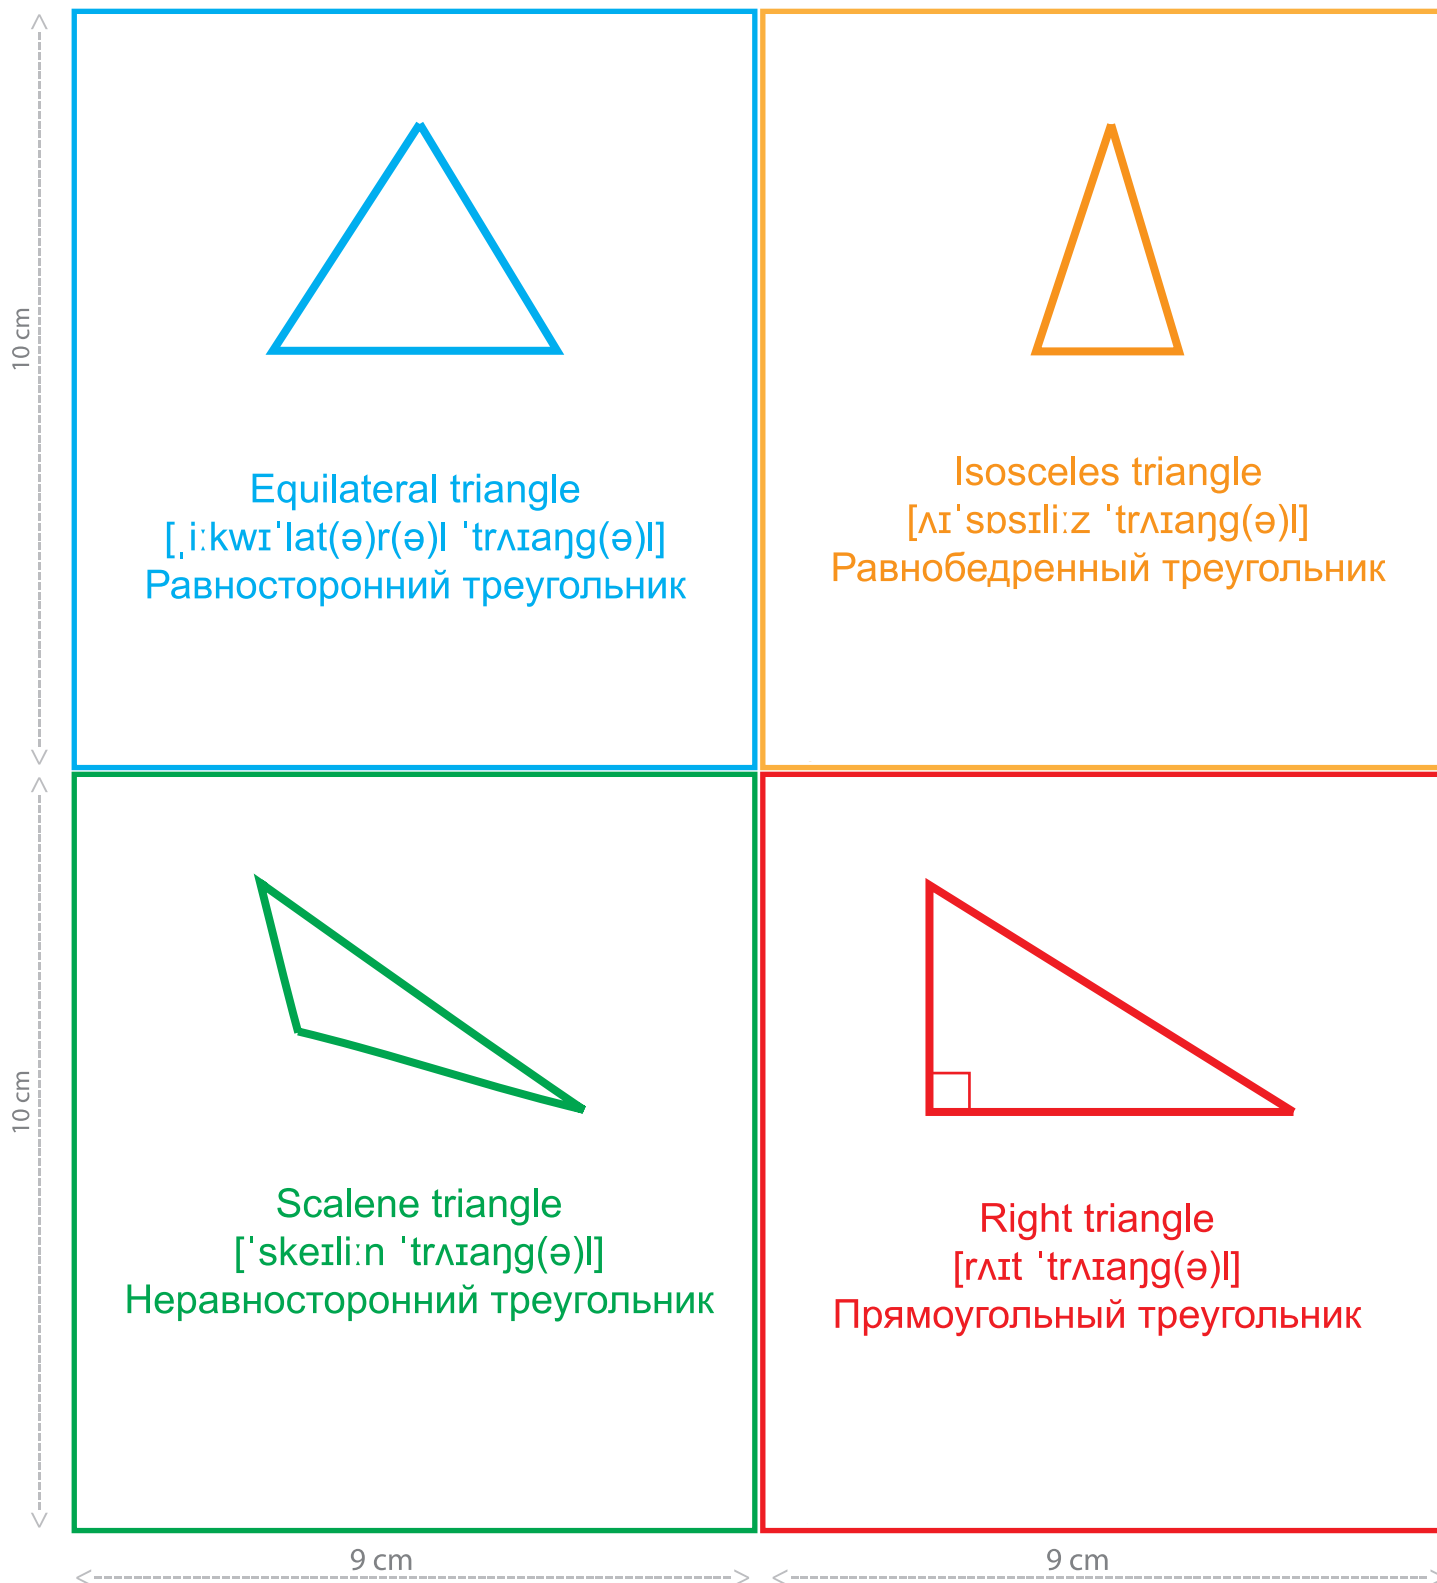 10 cm
Equilateral triangle
[ˌiːkwɪˈlat(ə)r(ə)l ˈtrʌɪaŋg(ə)l]
Равносторонний треугольник
Isosceles triangle
[ʌɪˈsɒsɪliːz ˈtrʌɪaŋg(ə)l]
Равнобедренный треугольник
10 cm
Scalene triangle
[ˈskeɪliːn ˈtrʌɪaŋg(ə)l]
Неравносторонний треугольник
Right triangle
[rʌɪt ˈtrʌɪaŋg(ə)l]
Прямоугольный треугольник
9 cm
9 cm